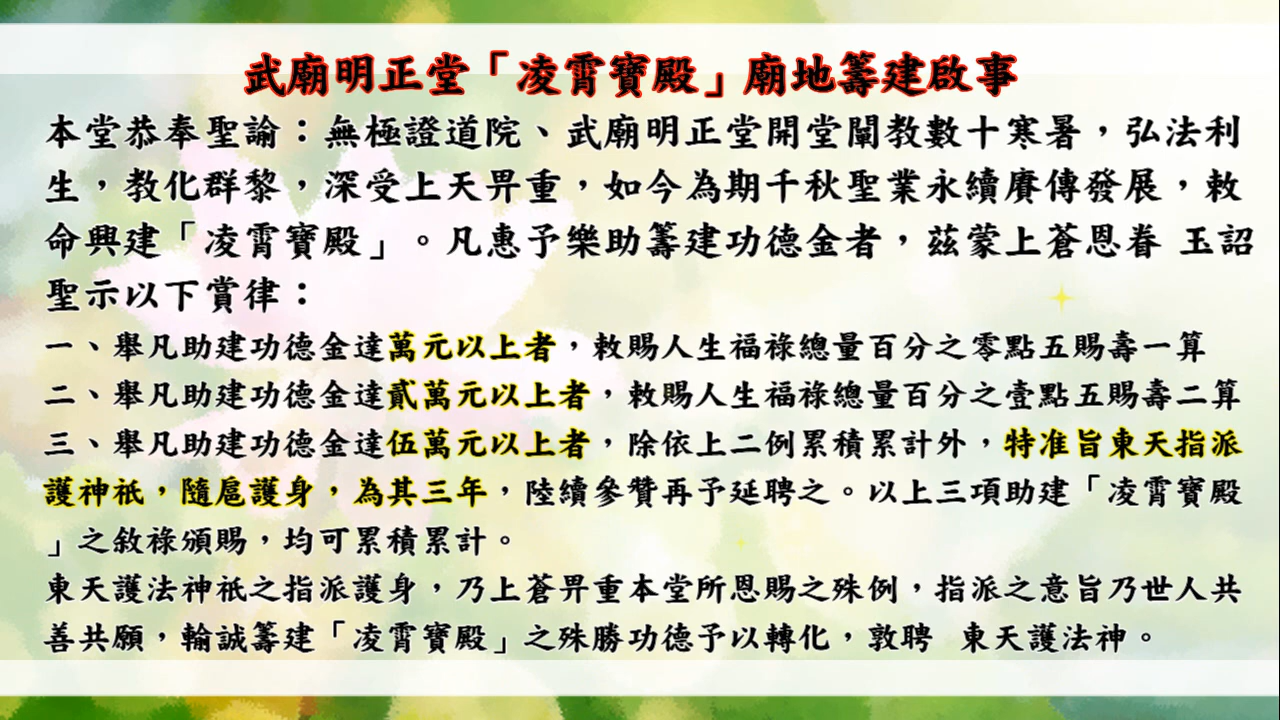 武廟明正堂「凌霄寶殿」廟地籌建啟事
本堂恭奉聖諭：無極證道院、武廟明正堂開堂闡教數十寒暑，弘法利
生，教化群黎，深受上天畀重，如今為期千秋聖業永續賡傳發展，敕
命興建「凌霄寶殿」。凡惠予樂助籌建功德金者，茲蒙上蒼恩眷 玉詔
聖示以下賞律：
一、舉凡助建功德金達萬元以上者，敕賜人生福祿總量百分之零點五賜壽一算
二、舉凡助建功德金達貳萬元以上者，敕賜人生福祿總量百分之壹點五賜壽二算
三、舉凡助建功德金達伍萬元以上者，除依上二例累積累計外，特准旨東天指派
護神祇，隨扈護身，為其三年，陸續參贊再予延聘之。以上三項助建「凌霄寶殿
」之敘祿頒賜，均可累積累計。
東天護法神祇之指派護身，乃上蒼畀重本堂所恩賜之殊例，指派之意旨乃世人共
善共願，輸誠籌建「凌霄寶殿」之殊勝功德予以轉化，敦聘 東天護法神。